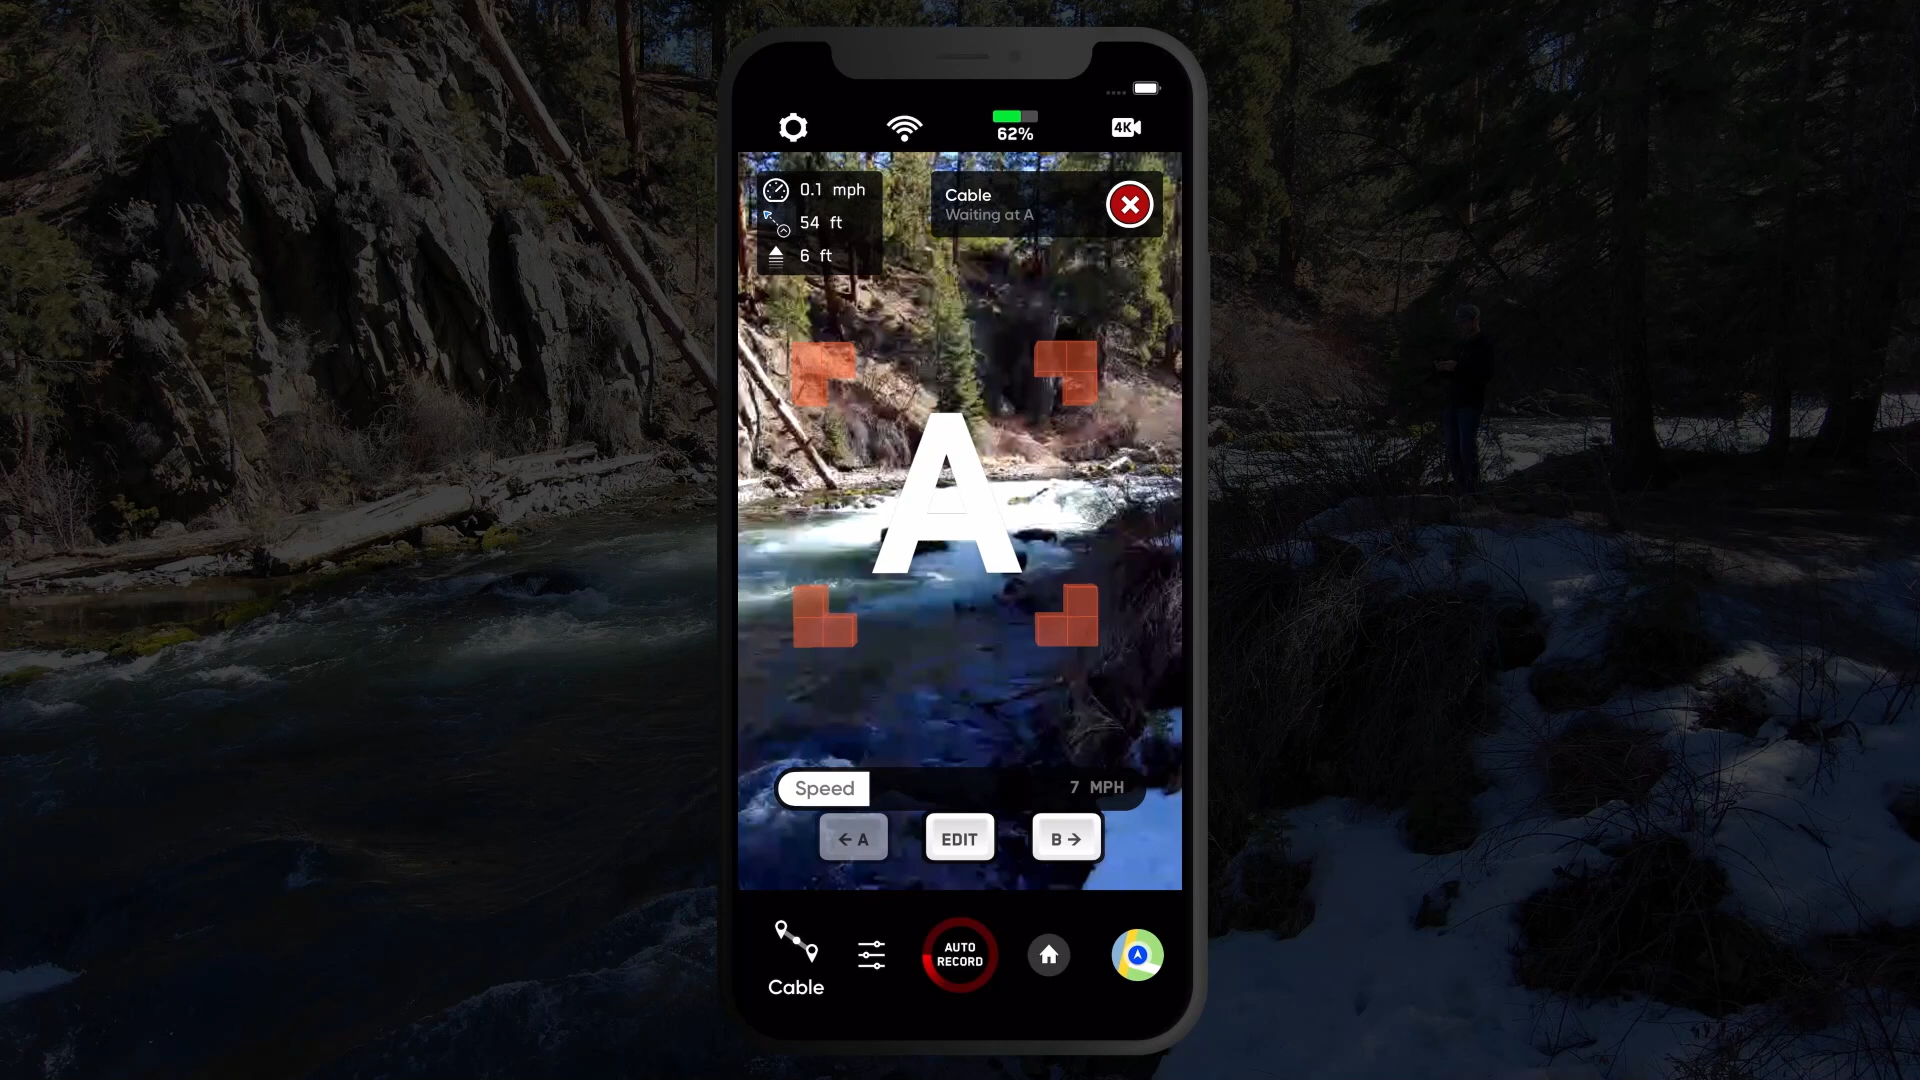 62%
4K
0.1 mph
54 ft
6 ft
Cable
Waiting at A
A
Speed
7 MPH
← A
EDIT
B →
AUTO
RECORD
Cable